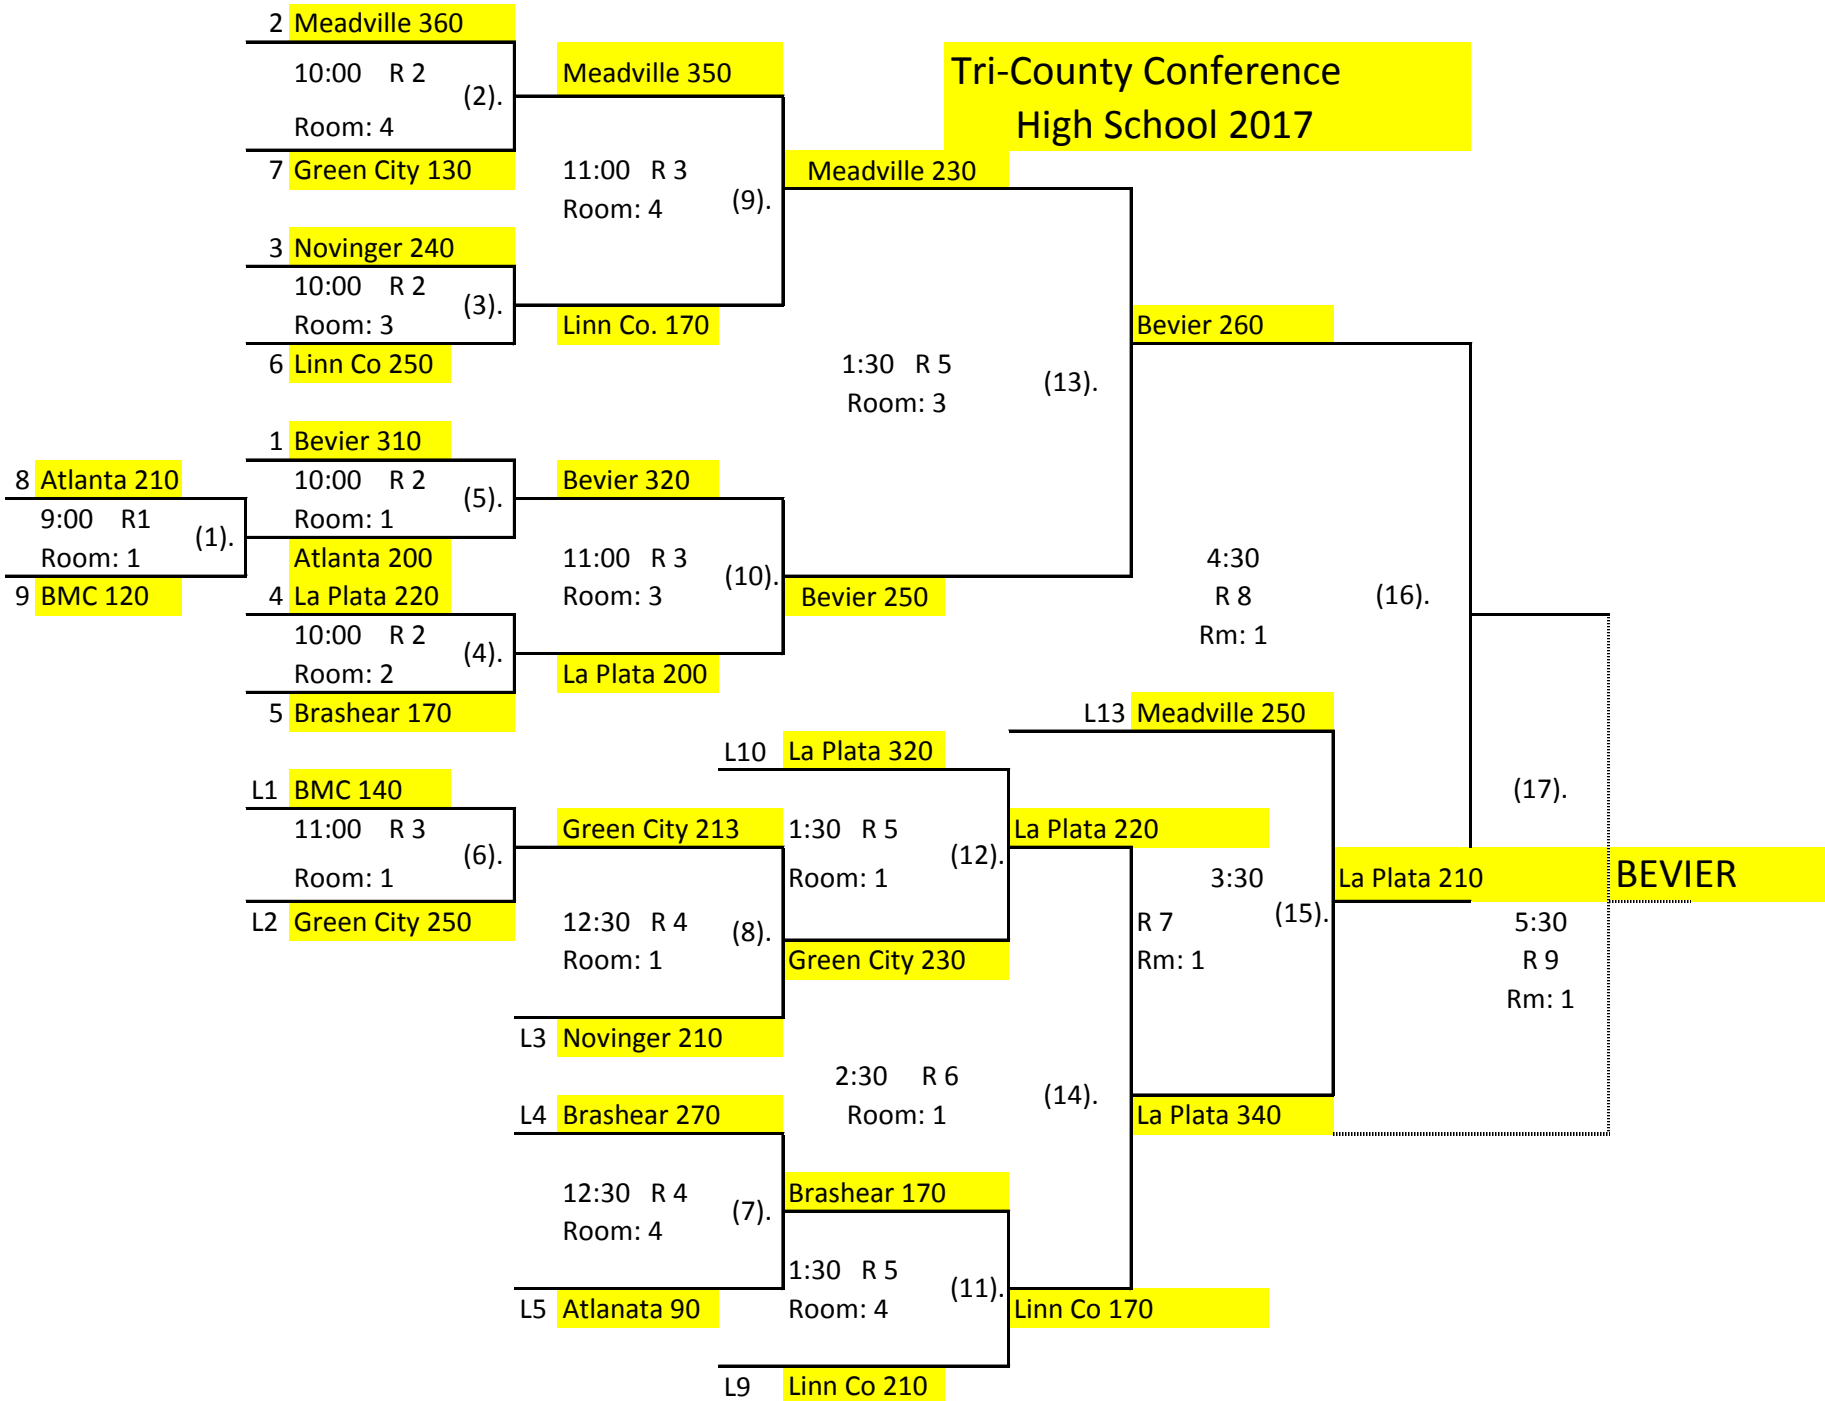 2 Meadville 360
10:00 R 2
(2).
Room: 4
7 Green City 130
Meadville 350
Tri-County Conference
High School 2017
11:00 R 3
Room: 4
(9).
Meadville 230
3 Novinger 240
10:00 R 2
(3).
Room: 3
6 Linn Co 250
Linn Co. 170
1:30 R 5
Room: 3
(13).
Bevier 260
1 Bevier 310
10:00 R 2
(5).
Room: 1
8 Atlanta 210
9:00 R1
(1).
Room: 1
9 BMC 120
Atlanta 200
4 La Plata 220
10:00 R 2
(4).
Room: 2
5 Brashear 170
Bevier 320
11:00 R 3
(10).
Room: 3
La Plata 200
Bevier 250
4:30
R 8
Rm: 1
(16).
L13 Meadville 250
L10 La Plata 320
L1 BMC 140
11:00 R 3
(6).
Room: 1
L2 Green City 250
Green City 213
1:30 R 5
(12).
Room: 1
La Plata 220
3:30
(15).
R 7
Rm: 1
La Plata 210
(17).
BEVIER
5:30
R 9
Rm: 1
12:30 R 4
(8).
Room: 1
Green City 230
L3 Novinger 210
2:30 R 6
Room: 1
(14).
La Plata 340
L4 Brashear 270
12:30 R 4
(7).
Room: 4
Brashear 170
1:30 R 5
(11).
Room: 4
L5 Atlanata 90
Linn Co 170
L9 Linn Co 210